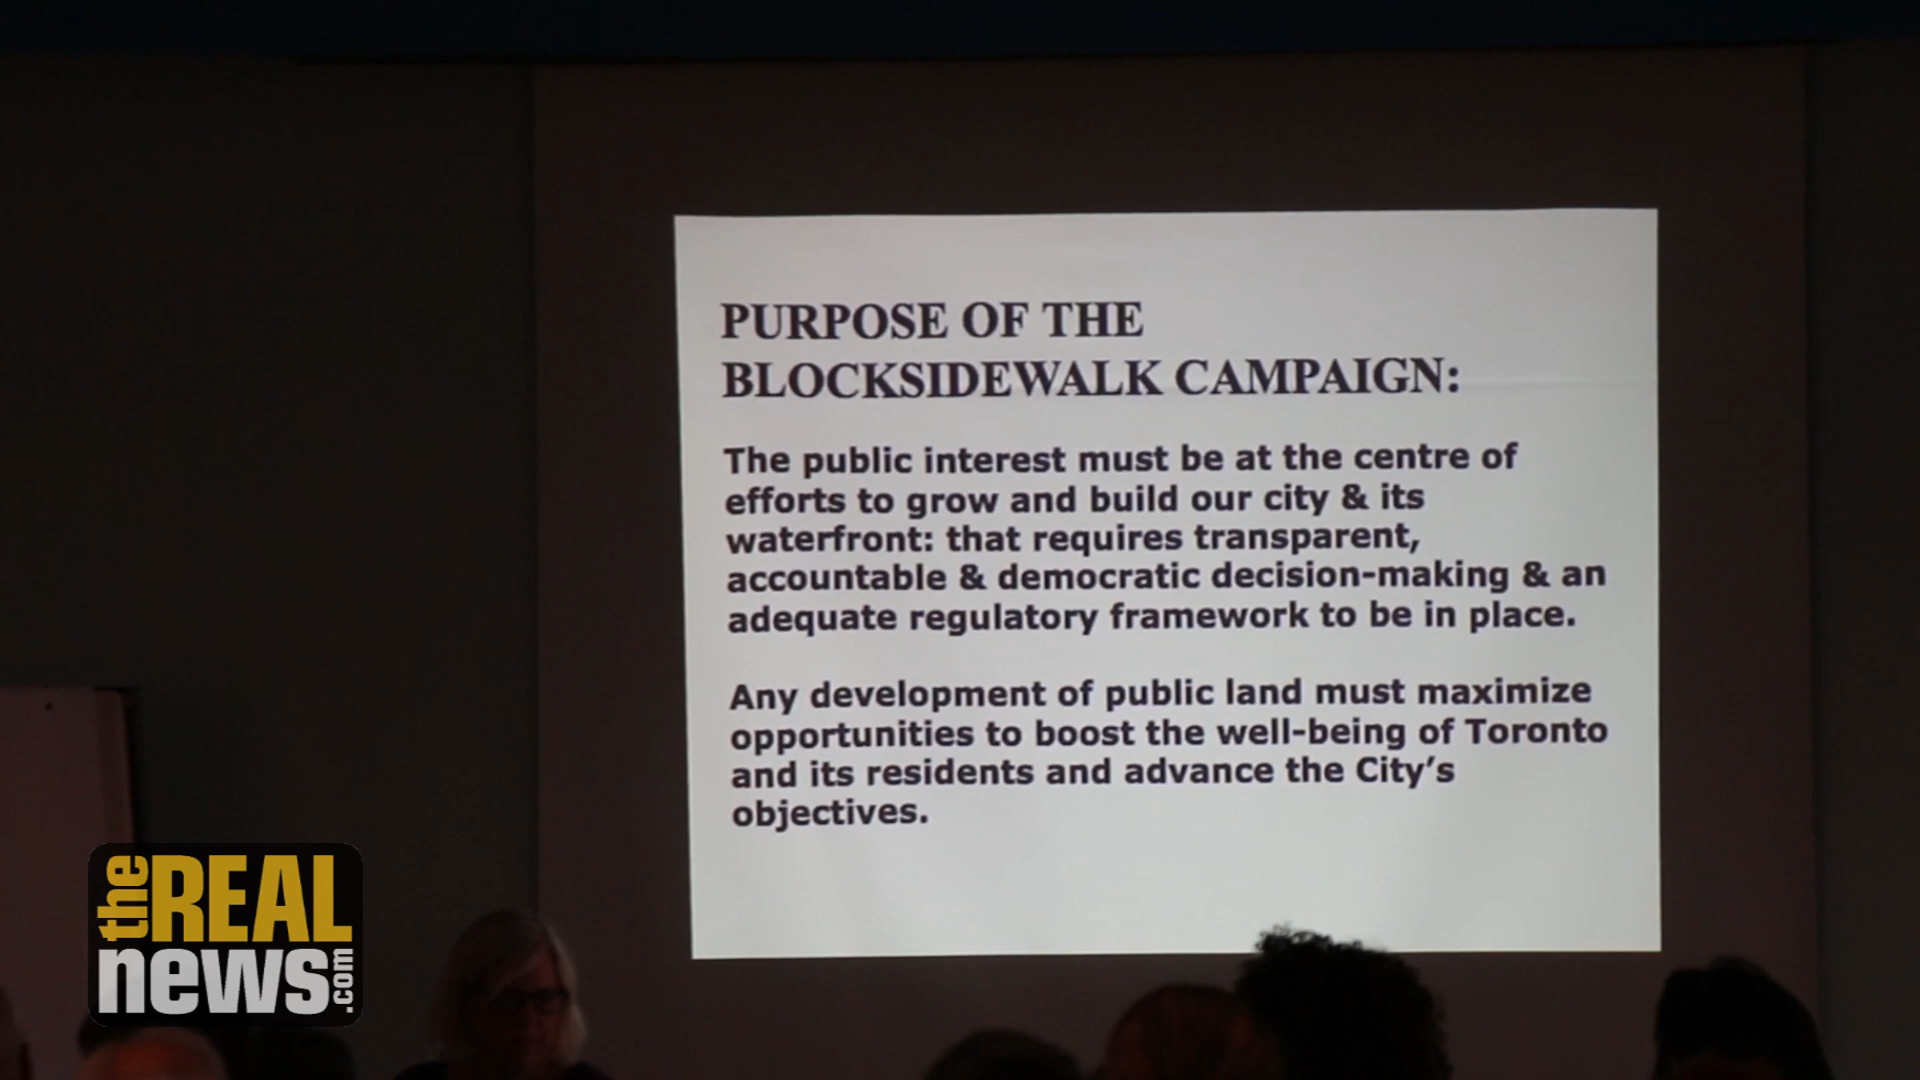 PURPOSE OF THE
BLOCKSIDEWALK CAMPAIGN:
The public interest must be at the centre of
efforts to grow and build our city & its
waterfront: that requires transparent,
accountable & democratic decision-making & an
adequate regulatory framework to be in place.
Any development of public land must maximize
opportunities to boost the well-being of Toronto
and its residents and advance the City's
objectives.
the REAL
news.com